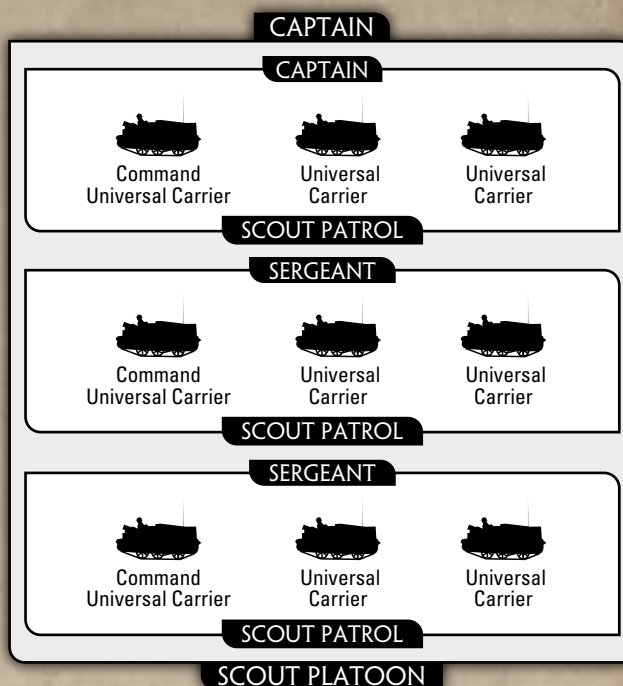 CAPTAIN
CAPTAIN
Command
Universal Carrier
Universal
Carrier
Universal
Carrier
SCOUT PATROL
SERGEANT
Command
Universal Carrier
Universal
Carrier
Universal
Carrier
SCOUT PATROL
SERGEANT
Command
Universal Carrier
Universal
Carrier
Universal
Carrier
SCOUT PATROL
SCOUT PLATOON